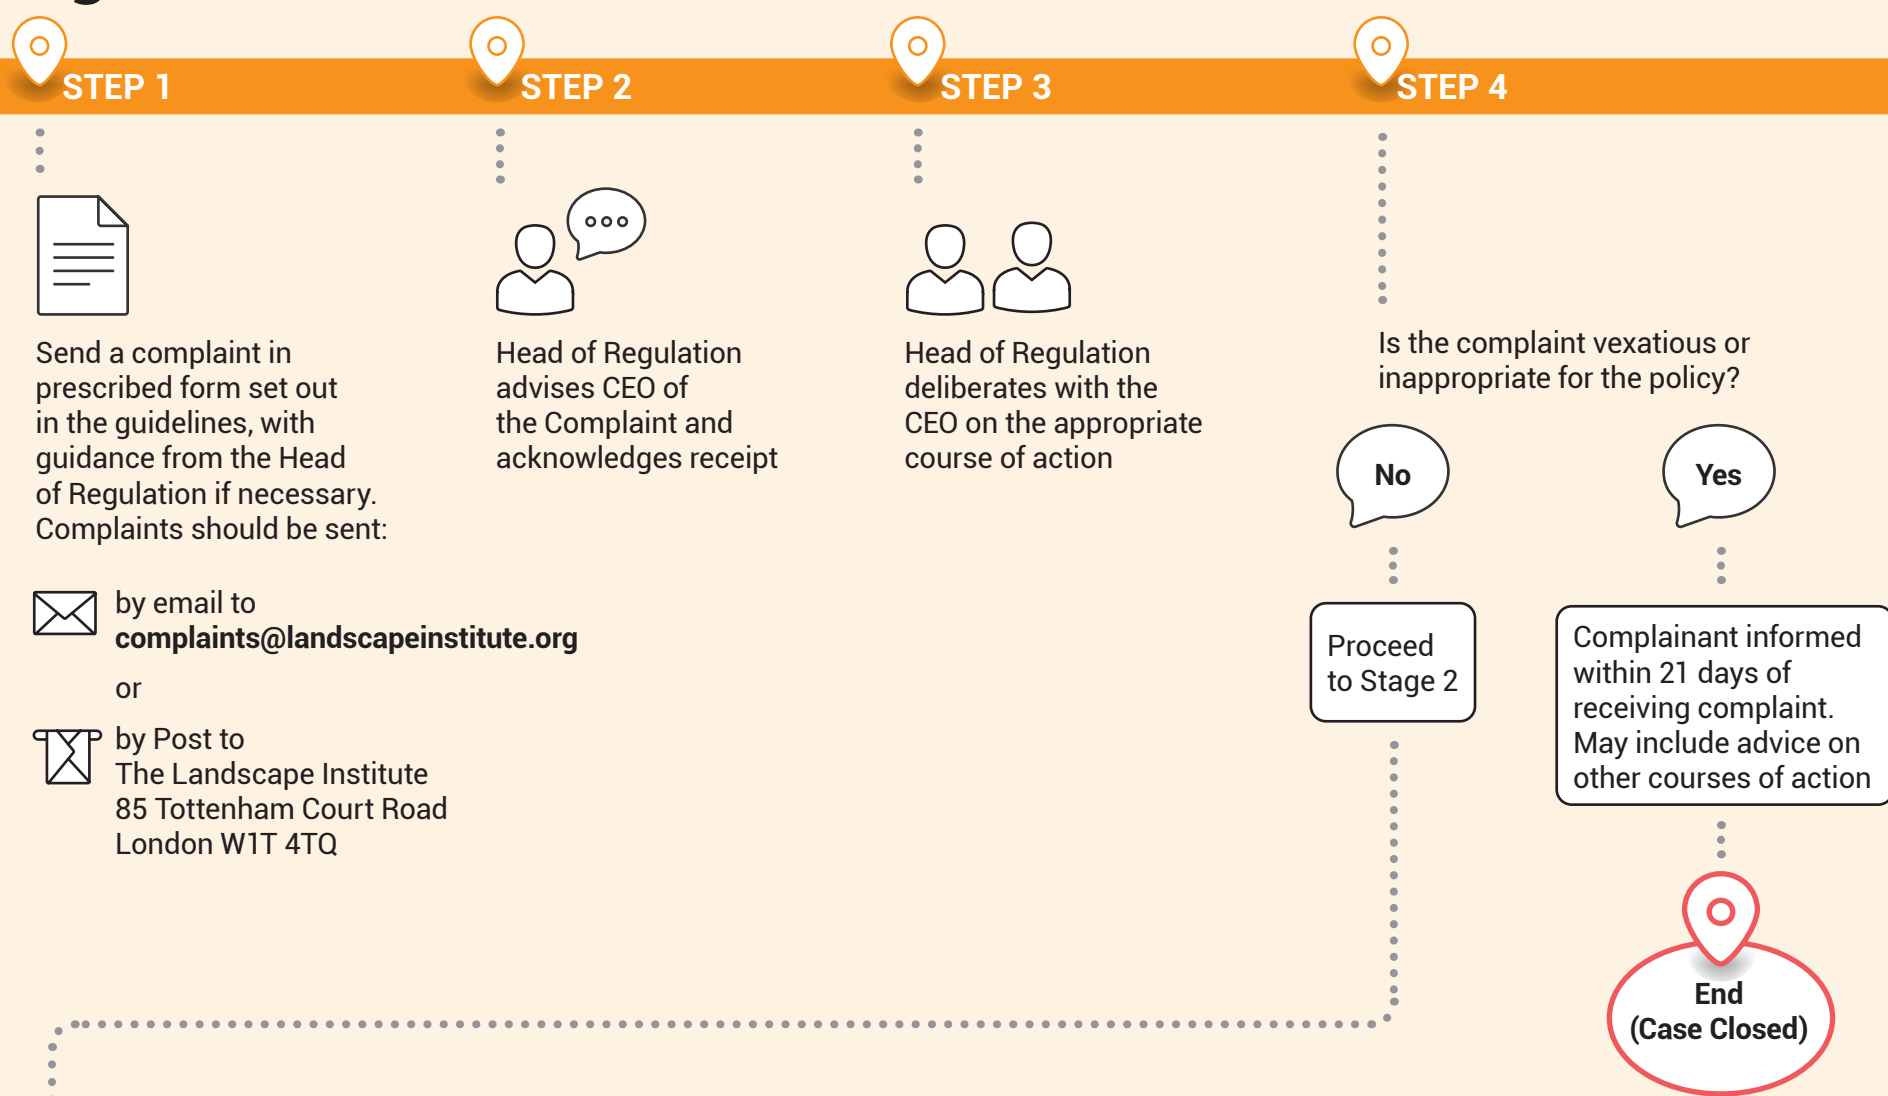 STEP 1
STEP 2
STEP 3
STEP 4
Send a complaint in
prescribed form set out
in the guidelines, with
guidance from the Head
of Regulation if necessary.
Complaints should be sent:
by email to
complaints@landscapeinstitute.org
or
by Post to
The Landscape Institute
85 Tottenham Court Road
London W1T 4TQ
Head of Regulation
advises CEO of
the Complaint and
acknowledges receipt
Head of Regulation
deliberates with the
CEO on the appropriate
course of action
Is the complaint vexatious or
inappropriate for the policy?
No
Proceed
to Stage 2
Yes
Complainant informed
within 21 days of
receiving complaint.
May include advice on
other courses of action
End
(Case Closed)